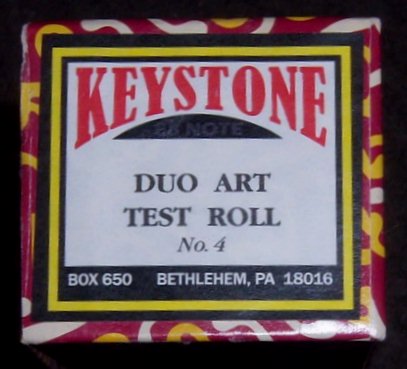 KEYSTONE
88 NOTE
DUO ART
TEST ROLL
No. 4
BOX 650 BETHLEHEM, PA 18016